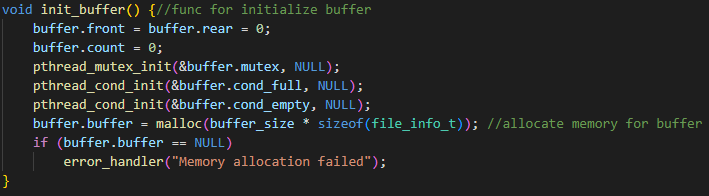 void init_buffer() {//func for initialize buffer
    buffer.front = buffer.rear = 0;
    buffer.count = 0;
    pthread_mutex_init(&buffer.mutex, NULL);
    pthread_cond_init(&buffer.cond_full, NULL);
    pthread_cond_init(&buffer.cond_empty, NULL);
    buffer.buffer = malloc(buffer_size * sizeof(file_info_t)); //allocate memory for buffer
    if (buffer.buffer == NULL)
        error_handler("Memory allocation failed");
}